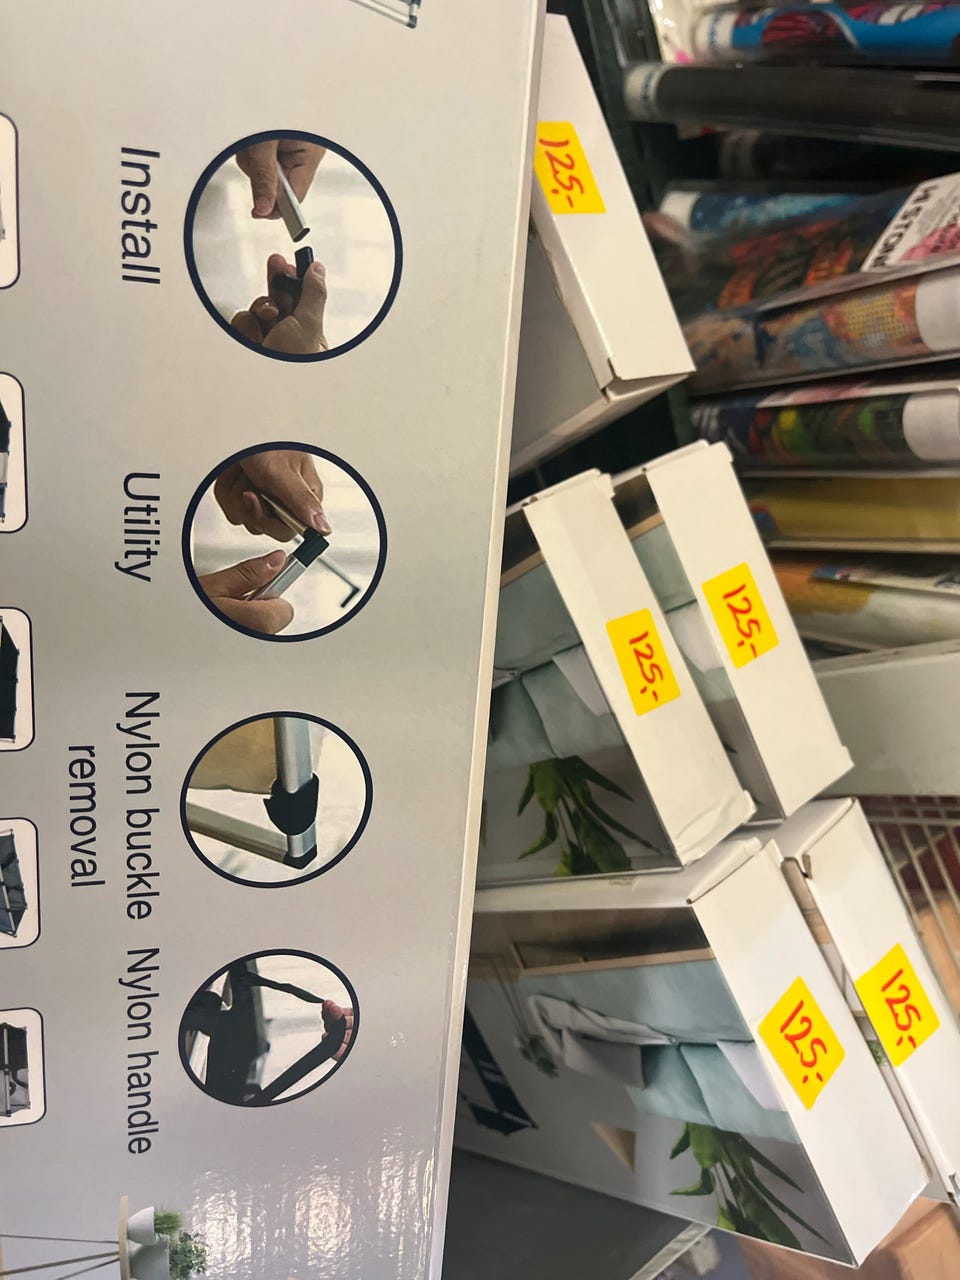 Install
Utility
Nylon buckle
removal
Nylon handle
125,-
125,-
125,-
125,-
125,-